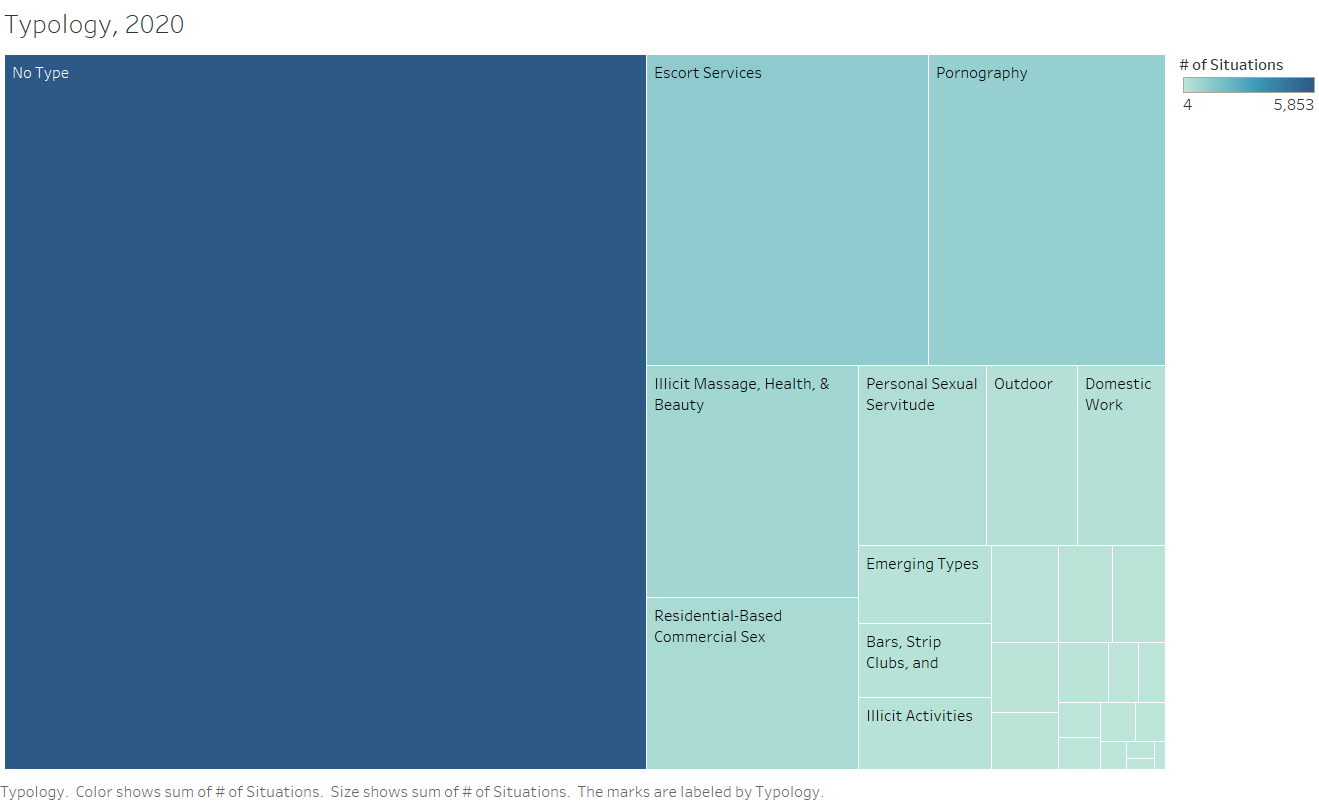 Typology, 2020
No Type
Escort Services
Pornography
# of Situations
4 5,853
Illicit Massage, Health, &
Beauty
Personal Sexual
Servitude
Outdoor
Domestic
Work
Emerging Types
Residential-Based
Commercial Sex
Bars, Strip
Clubs, and
Illicit Activities
Typology. Color shows sum of # of Situations. Size shows sum of # of Situations. The marks are labeled by Typology.